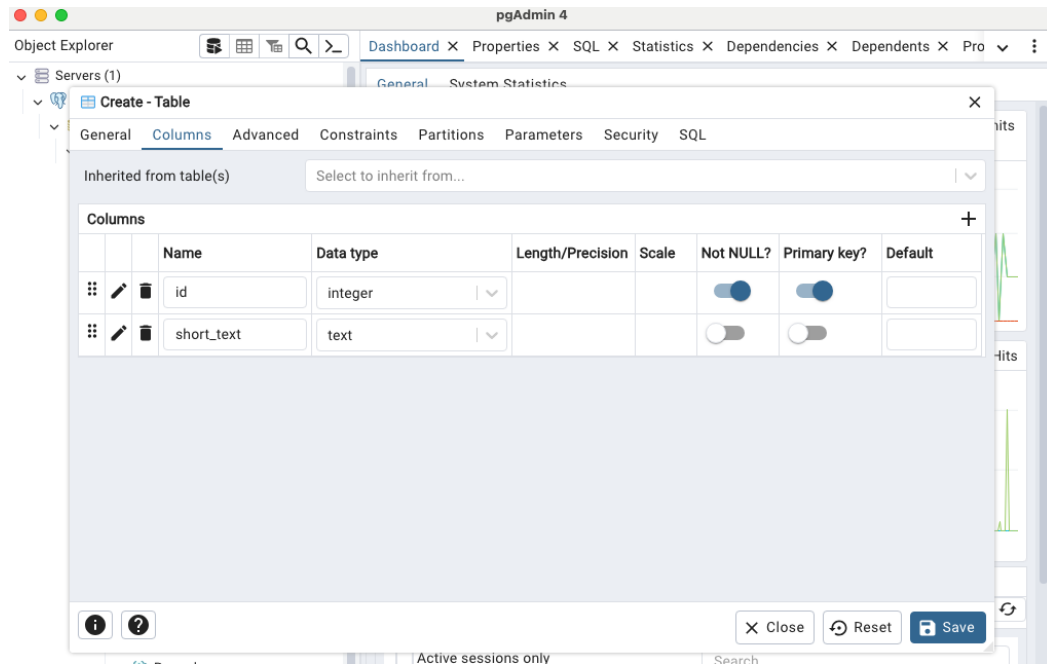 pgAdmin 4
Object Explorer
Dashboard Properties SQL Statistics Dependencies Dependents Pro
Servers (1)
General System Statistics
Create - Table
General Columns Advanced Constraints Partitions Parameters Security SQL
Inherited from table(s) Select to inherit from...
Columns
Name Data type Length/Precision Scale Not NULL? Primary key? Default
id integer
short_text text
Close Reset Save
Active sessions only Search